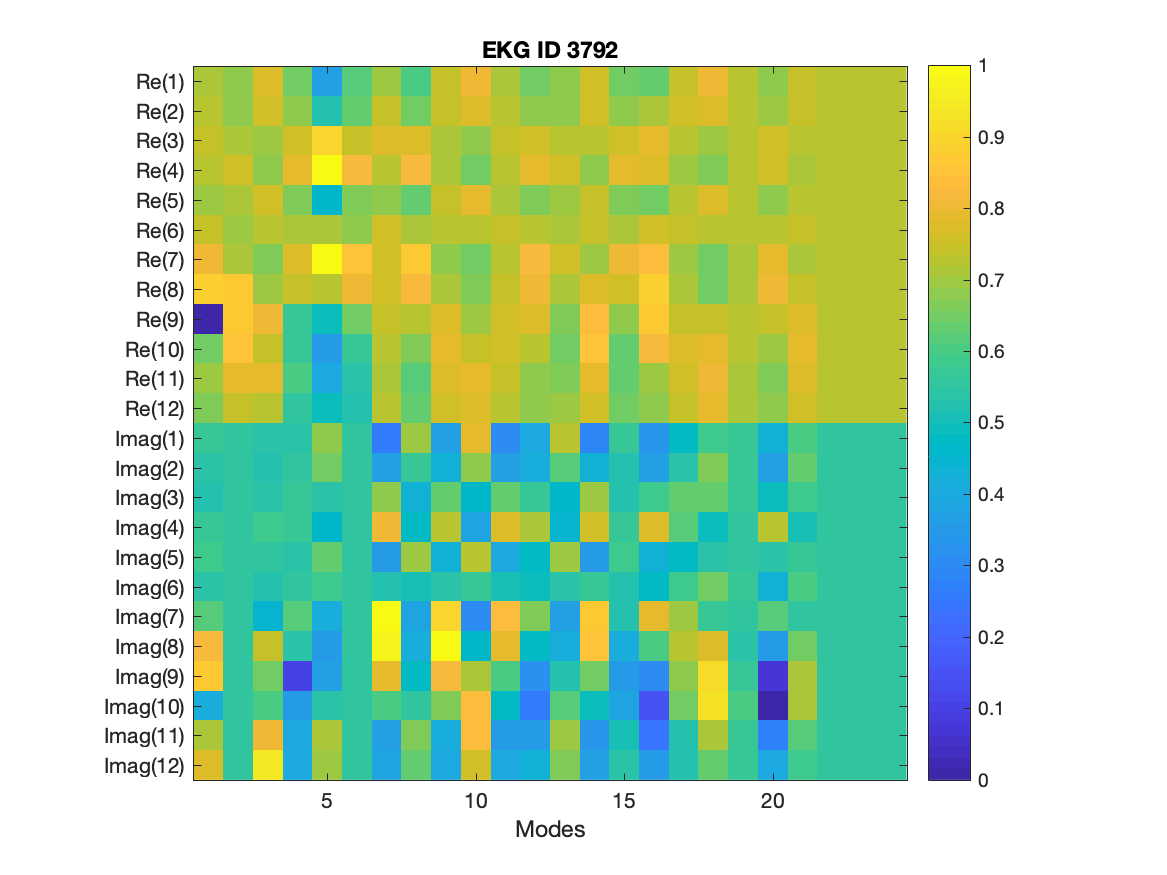 EKG ID 3792
Re(1)
Re(2)
Re(3)
Re(4)
Re(5)
Re(6)
Re(7)
Re(8)
Re(9)
Re(10)
Re(11)
Re(12)
Imag(1)
Imag(2)
Imag(3)
Imag(4)
Imag(5)
Imag(6)
Imag(7)
Imag(8)
Imag(9)
Imag(10)
Imag(11)
Imag(12)
5 10 15 20
Modes
1
0.9
0.8
0.7
0.6
0.5
0.4
0.3
0.2
0.1
0